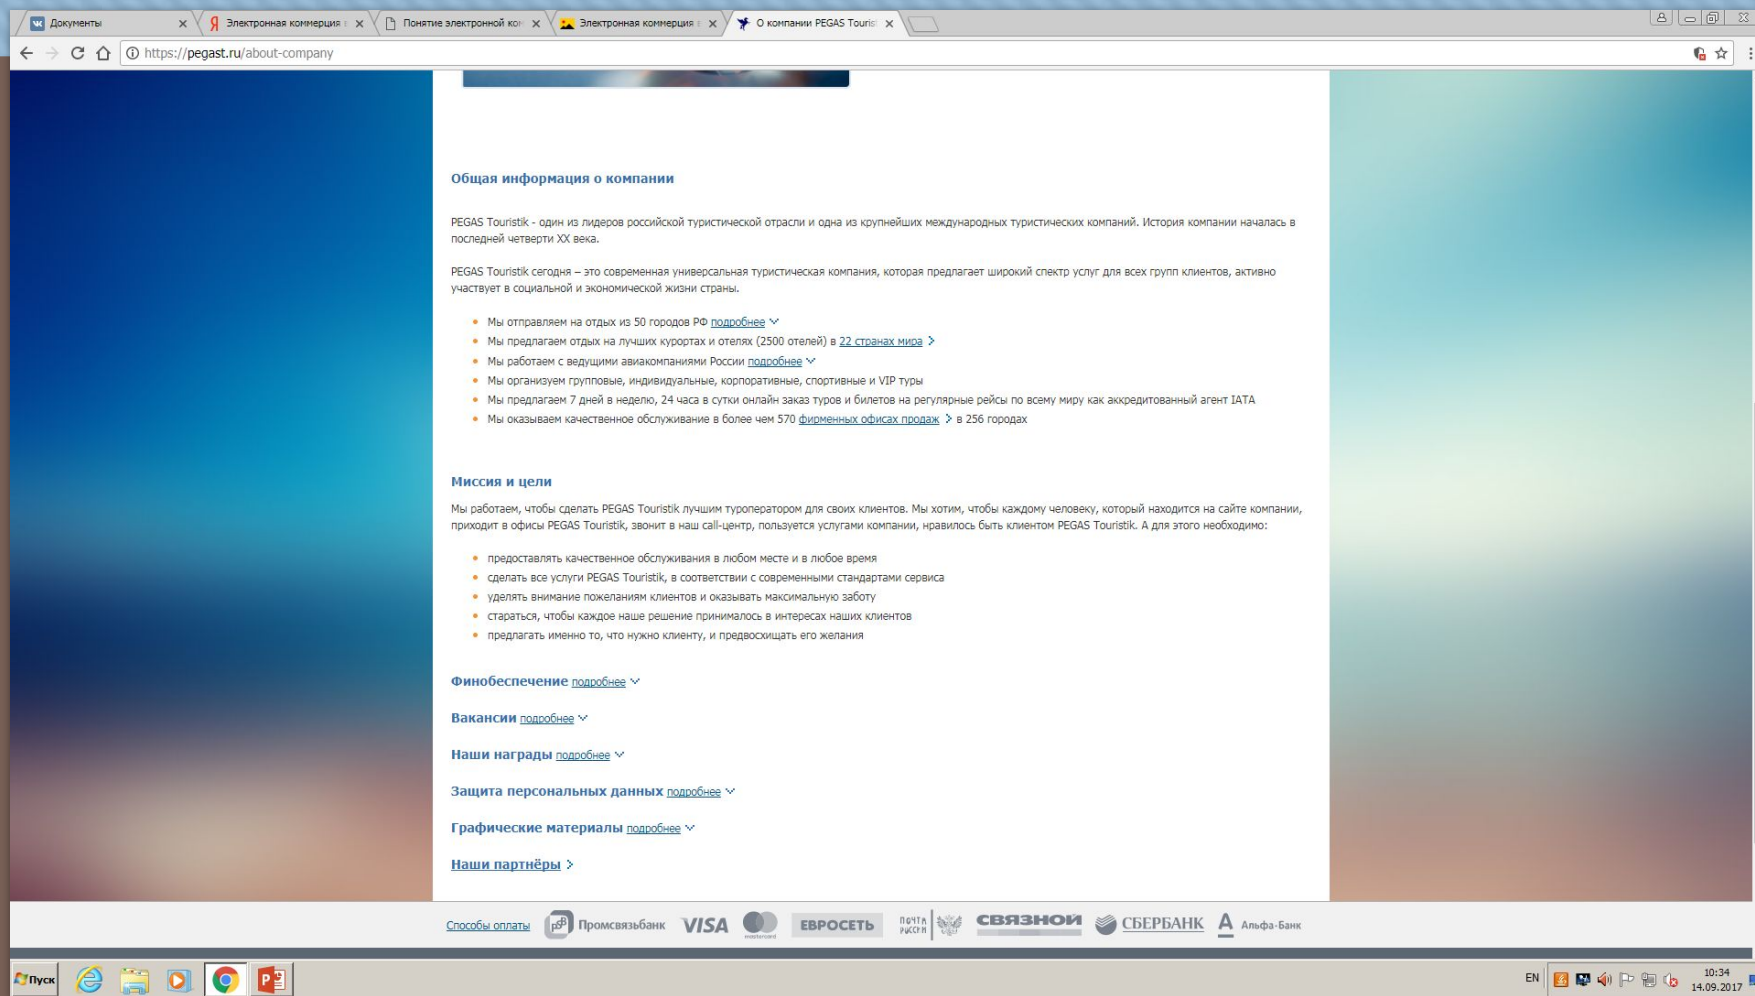 Документы
Электронная коммерция в
Понятие электронной ком
Электронная коммерция в
О компании PEGAS Tourist
https://pegast.ru/about-company
Общая информация о компании
PEGAS Touristik - один из лидеров российской туристической отрасли и одна из крупнейших международных туристических компаний. История компании началась в
последней четверти XX века.
PEGAS Touristik сегодня – это современная универсальная туристическая компания, которая предлагает широкий спектр услуг для всех групп клиентов, активно
участвует в социальной и экономической жизни страны.
Мы отправляем на отдых из 50 городов РФ подробнее
Мы предлагаем отдых на лучших курортах и отелях (2500 отелей) в 22 странах мира
Мы работаем с ведущими авиакомпаниями России подробнее
Мы организуем групповые, индивидуальные, корпоративные, спортивные и VIP туры
Мы предлагаем 7 дней в неделю, 24 часа в сутки онлайн заказ туров и билетов на регулярные рейсы по всему миру как аккредитованный агент IATA
Мы оказываем качественное обслуживание в более чем 570 фирменных офисах продаж в 256 городах
Миссия и цели
Мы работаем, чтобы сделать PEGAS Touristik лучшим туроператором для своих клиентов. Мы хотим, чтобы каждому человеку, который находится на сайте компании,
приходит в офисы PEGAS Touristik, звонит в наш call-центр, пользуется услугами компании, нравилось быть клиентом PEGAS Touristik. А для этого необходимо:
предоставлять качественное обслуживания в любом месте и в любое время
сделать все услуги PEGAS Touristik, в соответствии с современными стандартами сервиса
уделять внимание пожеланиям клиентов и оказывать максимальную заботу
стараться, чтобы каждое наше решение принималось в интересах наших клиентов
предлагать именно то, что нужно клиенту, и предвосхищать его желания
Финобеспечение подробнее
Вакансии подробнее
Наши награды подробнее
Защита персональных данных подробнее
Графические материалы подробнее
Наши партнёры
Способы оплаты PSB Промсвязьбанк VISA mastercard ЕВРОСЕТЬ ПОЧТА РОССИИ СВЯЗНОЙ СБЕРБАНК А Альфа-Банк
Пуск
EN
10:34
14.09.2017